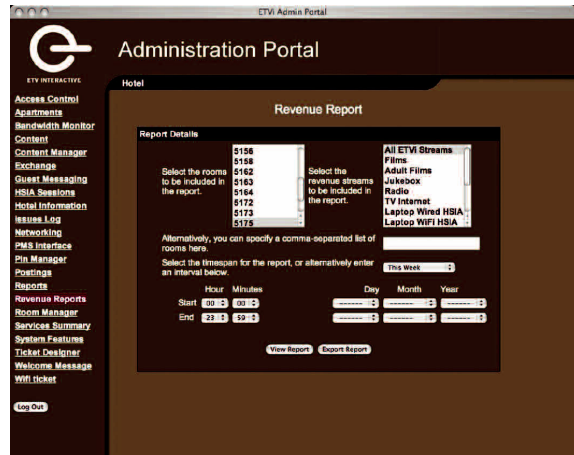 ETVi Admin Portal
ETV INTERACTIVE
Administration Portal
Hotel
Access Control
Apartments
Bandwidth Monitor
Content
Content Manager
Exchange
Guest Messaging
HSIA Sessions
Hotel Information
Issues Log
Networking
PMS Interface
Pin Manager
Postings
Reports
Revenue Reports
Room Manager
Services Summary
System Features
Ticket Designer
Welcome Message
Wifi ticket
Log Out
Revenue Report
Report Details
Select the rooms
to be included in
the report.
5156
5158
5162
5163
5164
5172
5173
5175
Select the
revenue streams
to be included in
the report.
All ETVi Streams
Films
Adult Films
Jukebox
Radio
TV Internet
Laptop Wired HSIA
Laptop WiFi HSIA
Alternatively, you can specify a comma-separated list of
rooms here.
Select the timespan for the report, or alternatively enter
an interval below.
This Week
Hour Minutes Day Month Year
Start 00 00 ------- ------- -------
End 23 59 ------- ------- -------
View Report Export Report